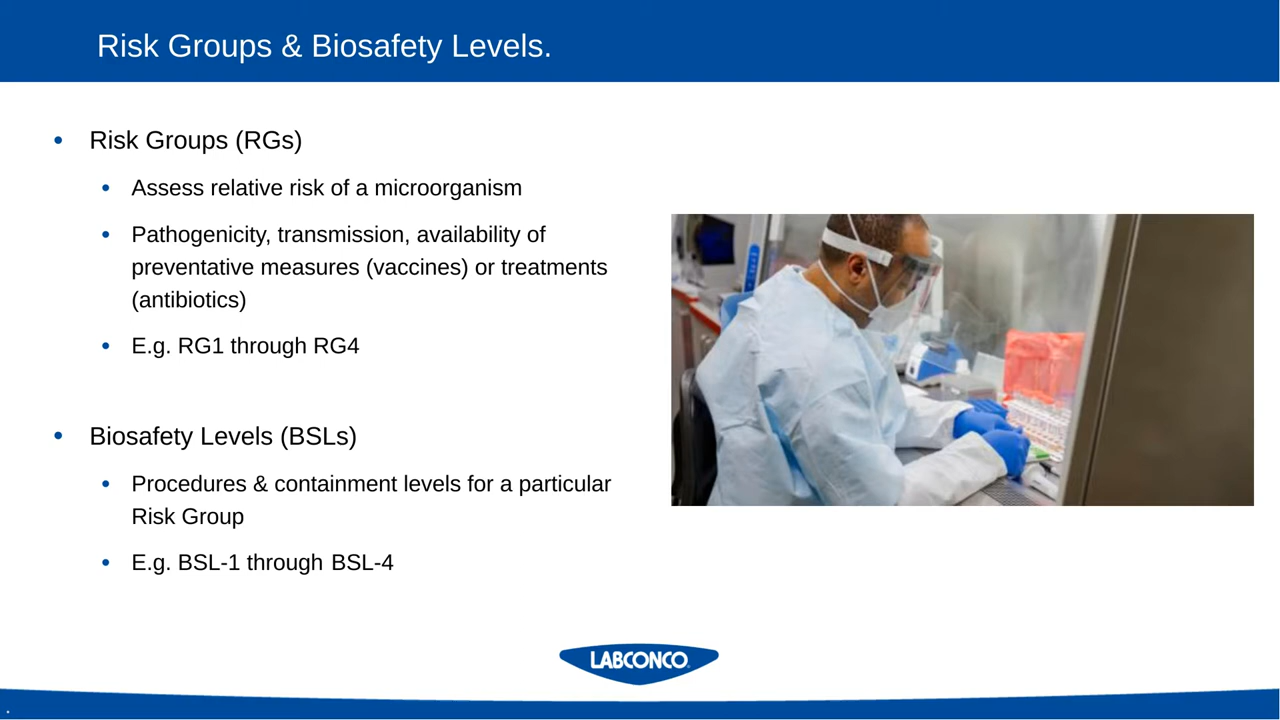 Risk Groups & Biosafety Levels.
• Risk Groups (RGs)
• Assess relative risk of a microorganism
• Pathogenicity, transmission, availability of
preventative measures (vaccines) or treatments
(antibiotics)
• E.g. RG1 through RG4
• Biosafety Levels (BSLs)
• Procedures & containment levels for a particular
Risk Group
• E.g. BSL-1 through BSL-4
LABCONCO
.